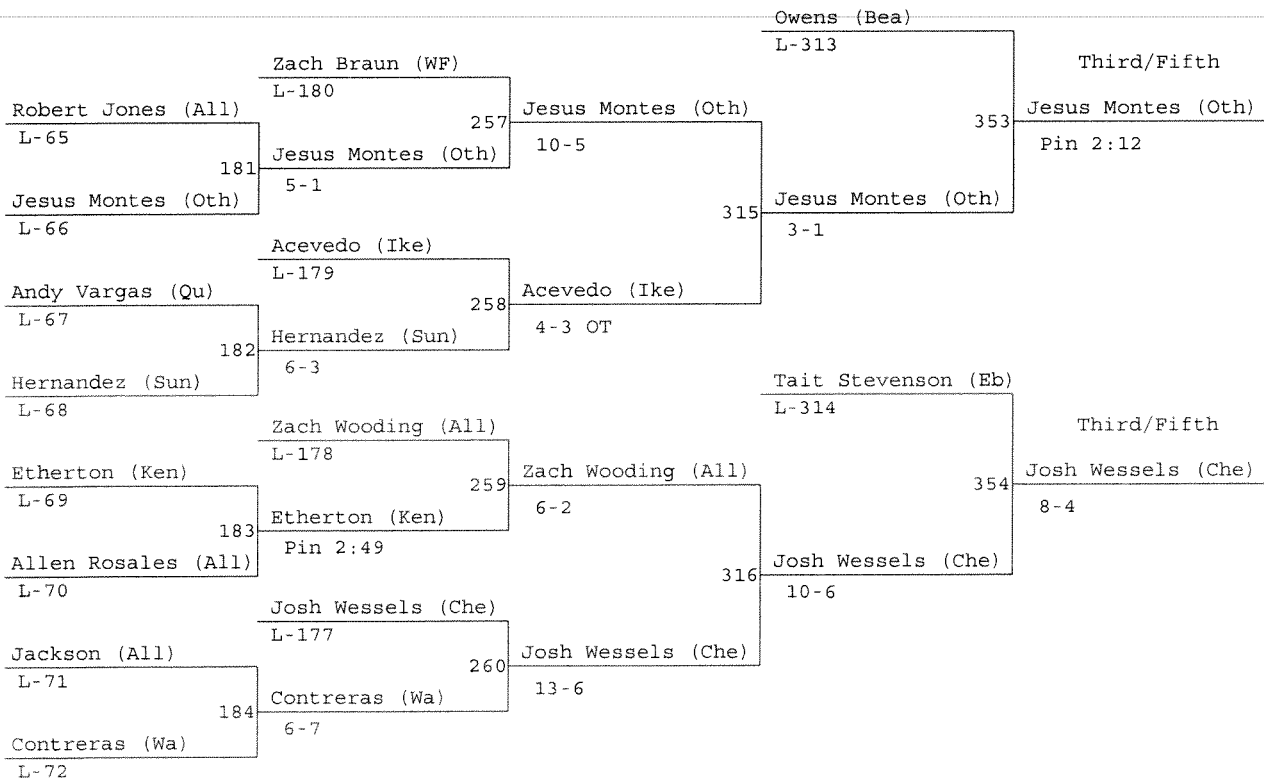 Owens (Bea)
L-313
Zach Braun (WF)
L-180
Third/Fifth
Robert Jones (All)
L-65
Jesus Montes (Oth)
10-5
257
353
Jesus Montes (Oth)
Pin 2:12
181
Jesus Montes (Oth)
5-1
Jesus Montes (Oth)
L-66
315
Jesus Montes (Oth)
3-1
Acevedo (Ike)
L-179
Andy Vargas (Qu)
L-67
258
Acevedo (Ike)
4-3 OT
182
Hernandez (Sun)
6-3
Hernandez (Sun)
L-68
Tait Stevenson (Eb)
L-314
Zach Wooding (All)
L-178
Third/Fifth
Etherton (Ken)
L-69
259
Zach Wooding (All)
6-2
354
Josh Wessels (Che)
8-4
183
Etherton (Ken)
Pin 2:49
Allen Rosales (All)
L-70
316
Josh Wessels (Che)
10-6
Josh Wessels (Che)
L-177
Jackson (All)
L-71
260
Josh Wessels (Che)
13-6
184
Contreras (Wa)
6-7
Contreras (Wa)
L-72